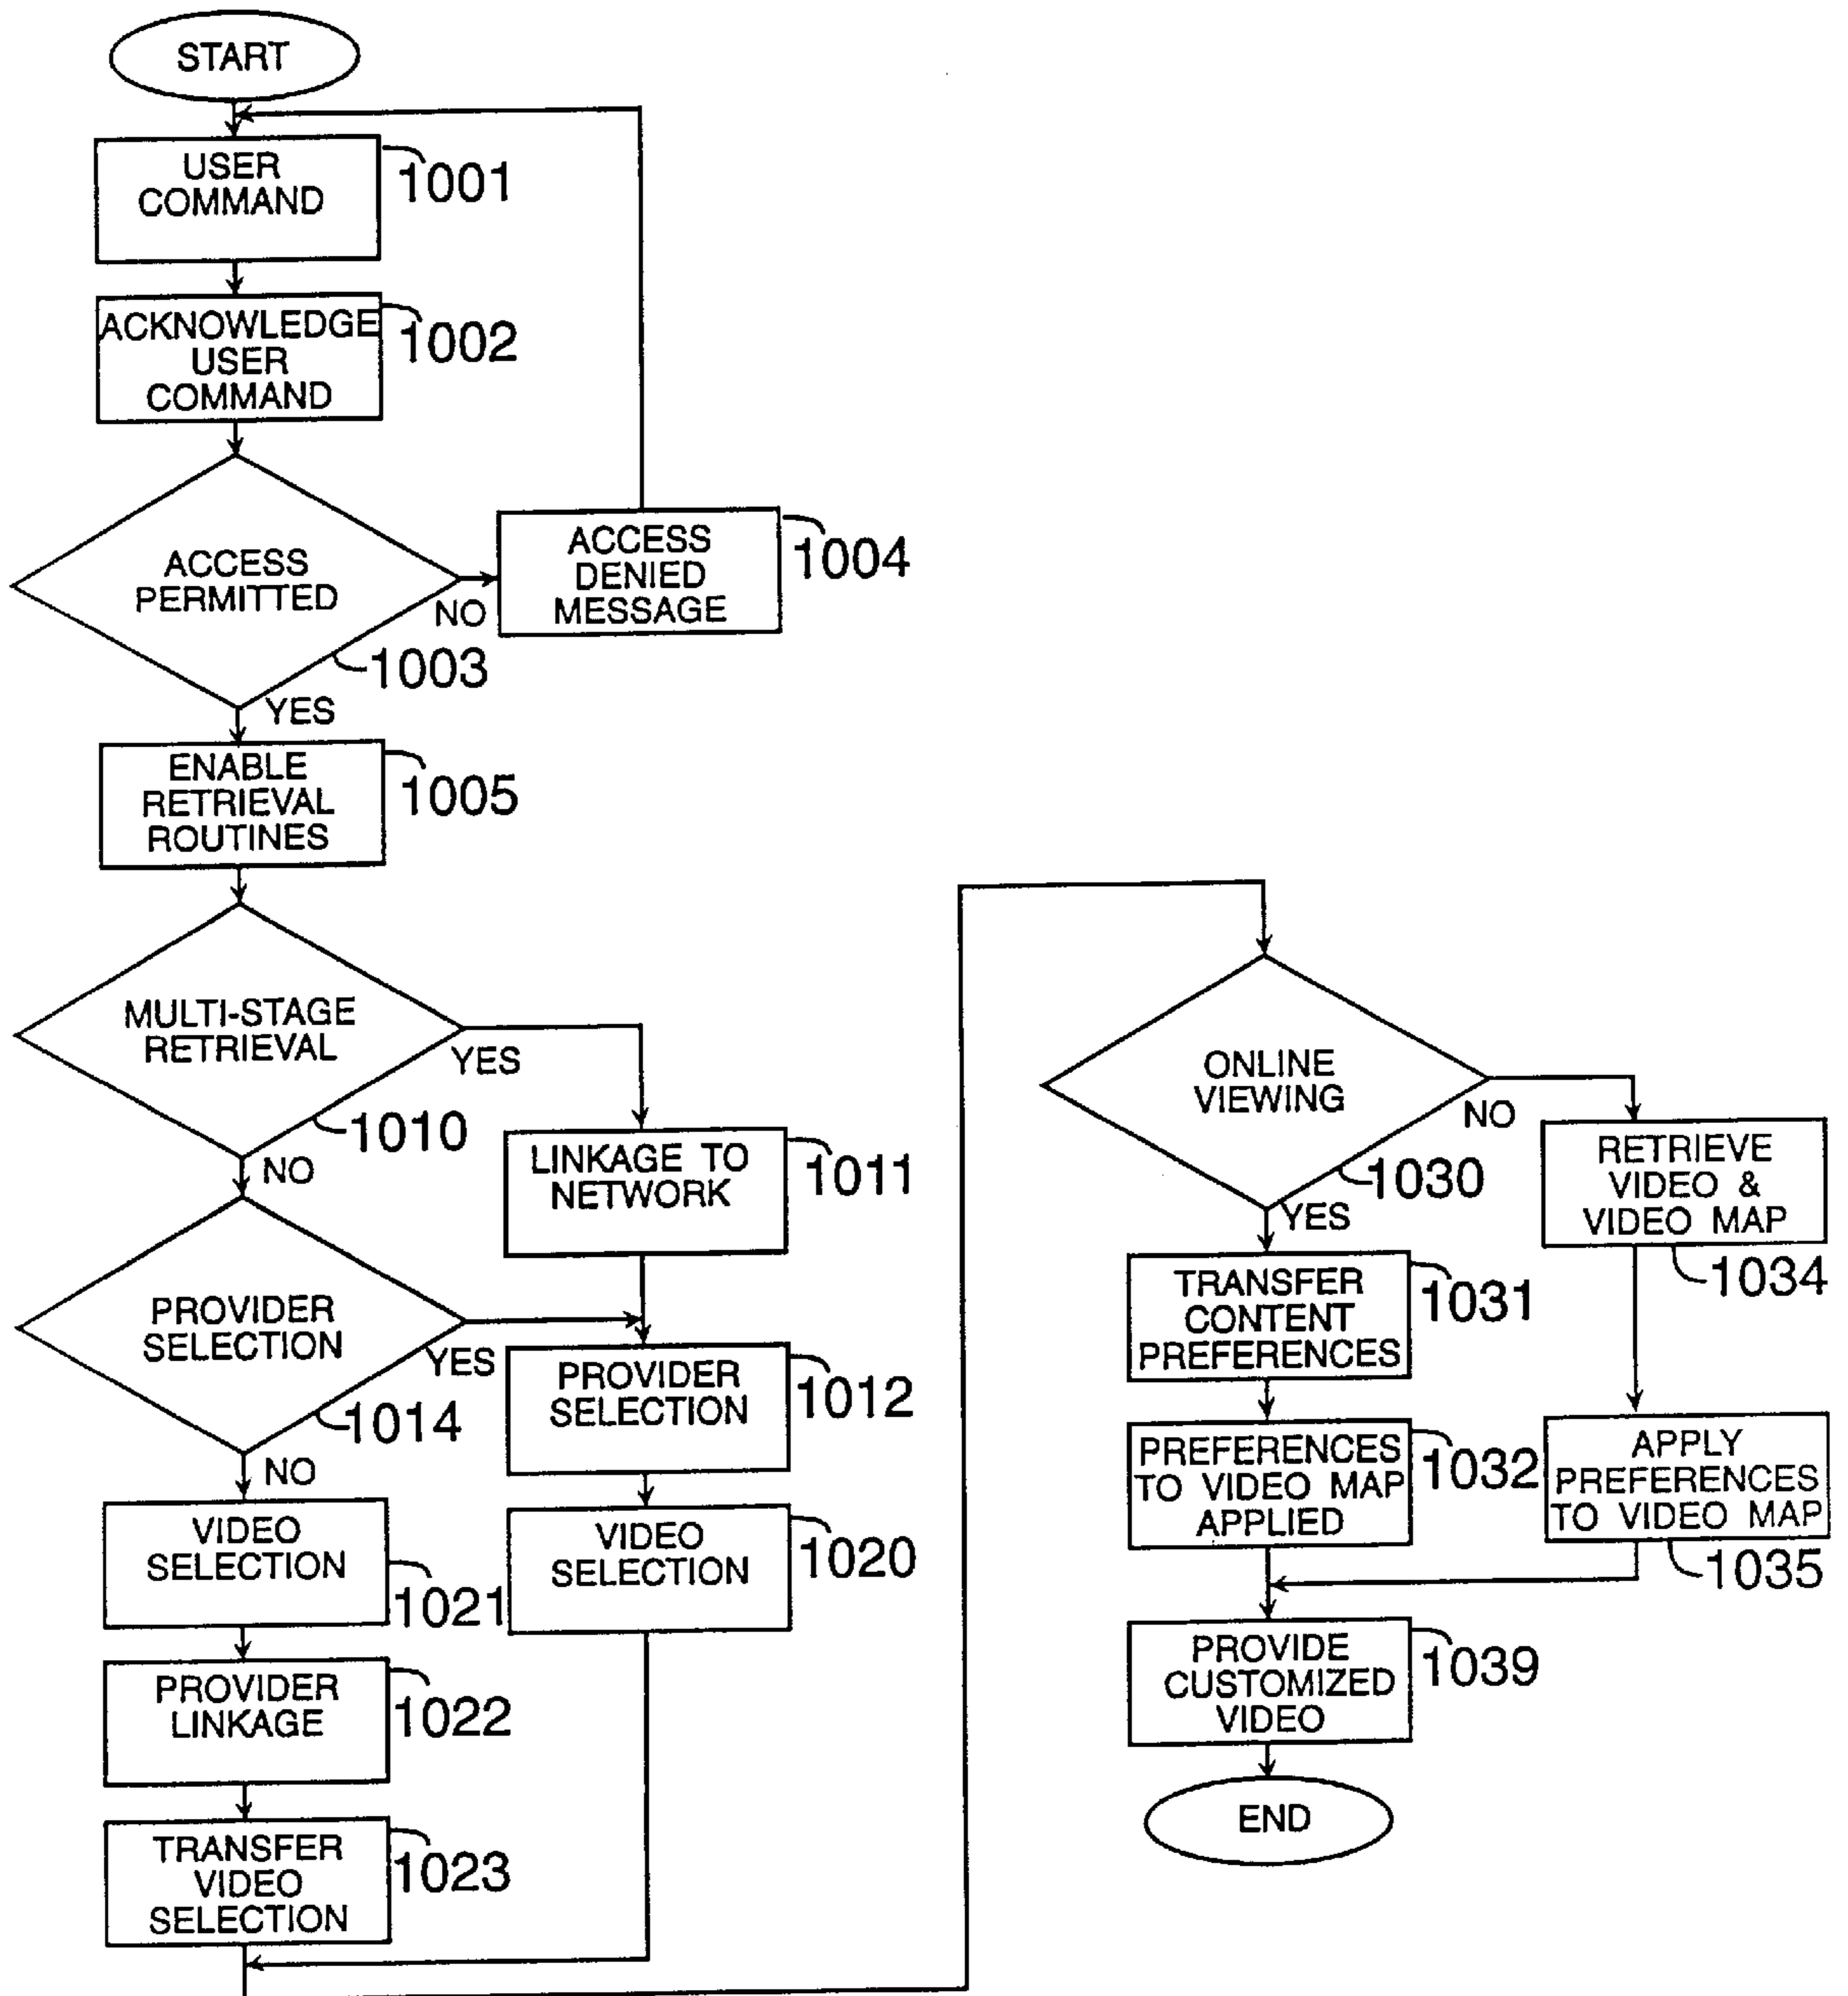 START
USER
COMMAND
1001
ACKNOWLEDGE
USER
COMMAND
1002
ACCESS
PERMITTED
NO
1003
YES
ACCESS
DENIED
MESSAGE
1004
ENABLE
RETRIEVAL
ROUTINES
1005
MULTI-STAGE
RETRIEVAL
YES
1010
NO
LINKAGE TO
NETWORK
1011
PROVIDER
SELECTION
YES
1014
NO
PROVIDER
SELECTION
1012
VIDEO
SELECTION
1021
VIDEO
SELECTION
1020
PROVIDER
LINKAGE
1022
TRANSFER
VIDEO
SELECTION
1023
ONLINE
VIEWING
NO
1030
YES
RETRIEVE
VIDEO &
VIDEO MAP
1034
TRANSFER
CONTENT
PREFERENCES
1031
PREFERENCES
TO VIDEO MAP
APPLIED
1032
APPLY
PREFERENCES
TO VIDEO MAP
1035
PROVIDE
CUSTOMIZED
VIDEO
1039
END